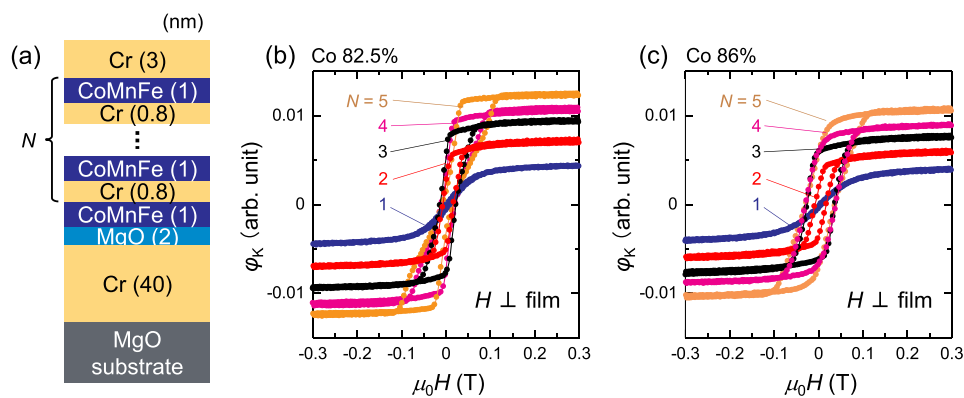 (a)
(nm)
Cr (3)
CoMnFe (1)
Cr (0.8)
N
⋮
CoMnFe (1)
Cr (0.8)
CoMnFe (1)
MgO (2)
Cr (40)
MgO
substrate
(b) Co 82.5%
N = 5
4
3
2
1
0.01
0
-0.01
φK (arb. unit)
H ⊥ film
-0.3 -0.2 -0.1 0 0.1 0.2 0.3
μ0H (T)
(c) Co 86%
N = 5
4
3
2
1
0.01
0
-0.01
φK (arb. unit)
H ⊥ film
-0.3 -0.2 -0.1 0 0.1 0.2 0.3
μ0H (T)